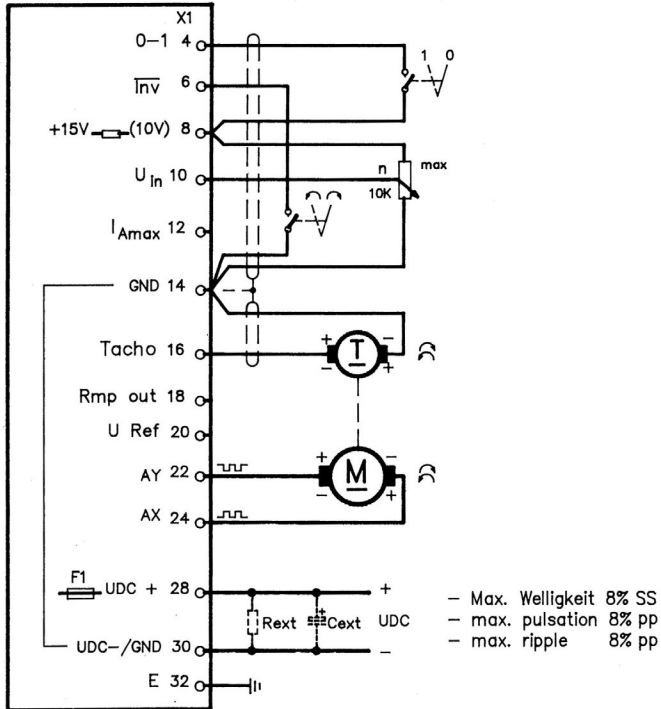 X1
0-1 4
1 0
Inv 6
+15V (10V) 8
max
n
U in 10
10K
I Amax 12
GND 14
+ -
Tacho 16 T
- +
Rmp out 18
U Ref 20
+ -
AY 22 M
- +
AX 24
F1
UDC + 28 +
Rext + Cext UDC
- Max. Welligkeit 8% SS
- max. pulsation 8% pp
- max. ripple 8% pp
UDC-/GND 30 -
E 32